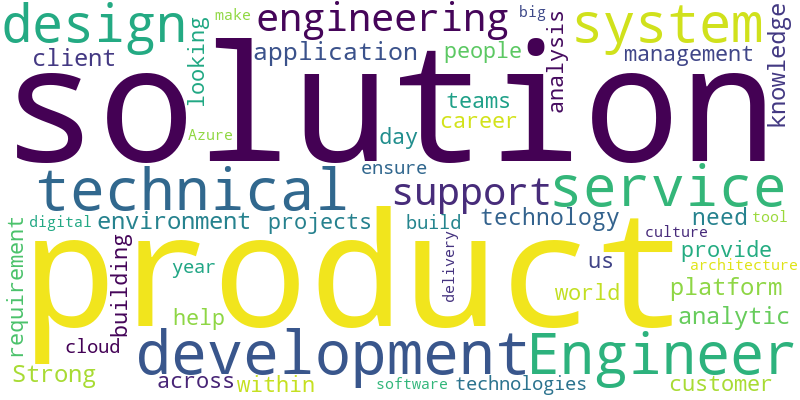 design
engineering
make
big
system
looking
analysis
knowledge
client
application
people
management
solution
teams
career
Azure
day
ensure
technical
support
service
digital
environment
projects
build
technology
need
tool
requirement
building
product
delivery
culture
us
provide
architecture
year
world
platform
help
analytic
cloud
development
Engineer
Strong
across
within
software
technologies
customer